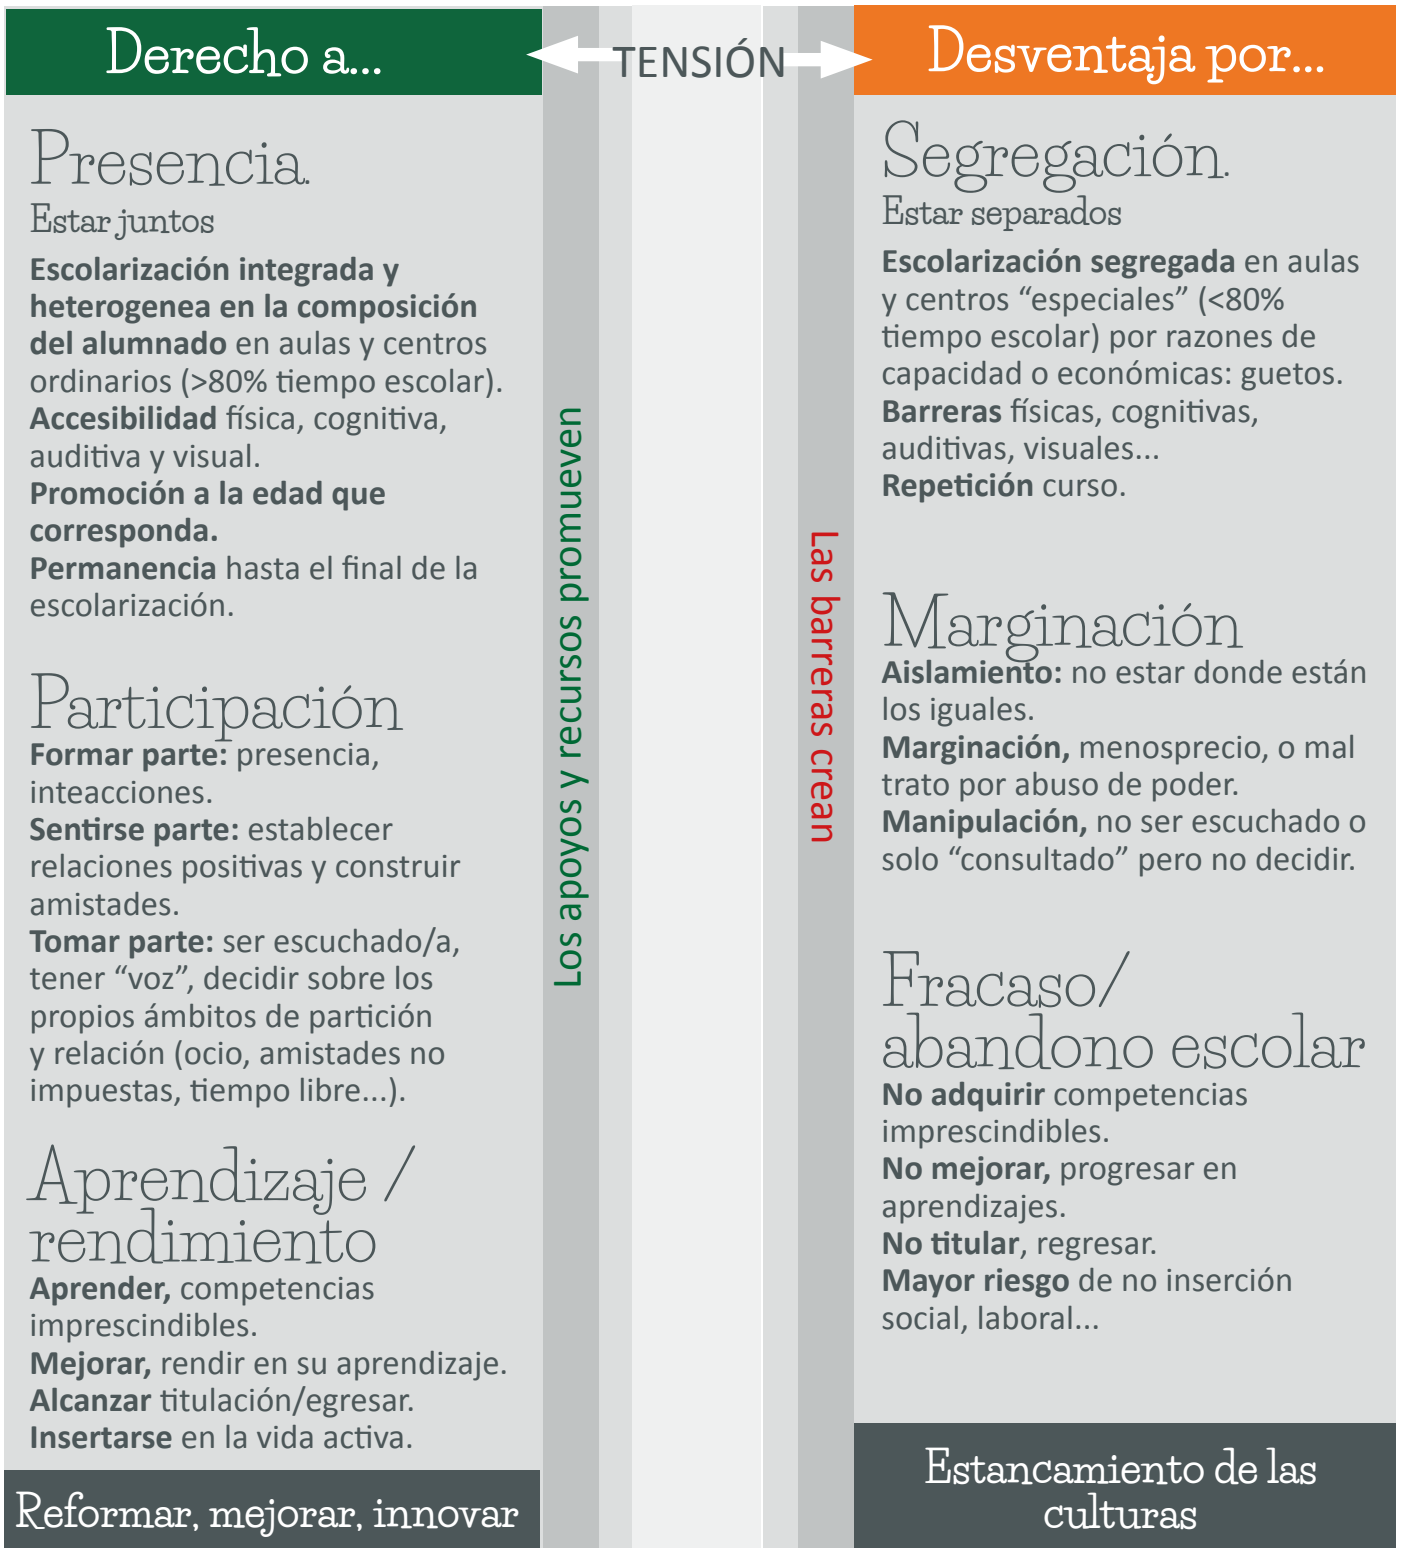 Derecho a...
TENSIÓN
Desventaja por...
Presencia.
Estar juntos
Escolarización integrada y
heterogenea en la composición
del alumnado en aulas y centros
ordinarios (>80% tiempo escolar).
Accesibilidad física, cognitiva,
auditiva y visual.
Promoción a la edad que
corresponda.
Permanencia hasta el final de la
escolarización.
Participación
Formar parte: presencia,
inteacciones.
Sentirse parte: establecer
relaciones positivas y construir
amistades.
Tomar parte: ser escuchado/a,
tener “voz”, decidir sobre los
propios ámbitos de partición
y relación (ocio, amistades no
impuestas, tiempo libre...).
Aprendizaje /
rendimiento
Aprender, competencias
imprescindibles.
Mejorar, rendir en su aprendizaje.
Alcanzar titulación/egresar.
Insertarse en la vida activa.
Reformar, mejorar, innovar
Los apoyos y recursos promueven
Las barreras crean
Segregación.
Estar separados
Escolarización segregada en aulas
y centros “especiales” (<80%
tiempo escolar) por razones de
capacidad o económicas: guetos.
Barreras físicas, cognitivas,
auditivas, visuales...
Repetición curso.
Marginación
Aislamiento: no estar donde están
los iguales.
Marginación, menosprecio, o mal
trato por abuso de poder.
Manipulación, no ser escuchado o
solo “consultado” pero no decidir.
Fracaso/
abandono escolar
No adquirir competencias
imprescindibles.
No mejorar, progresar en
aprendizajes.
No titular, regresar.
Mayor riesgo de no inserción
social, laboral...
Estancamiento de las
culturas